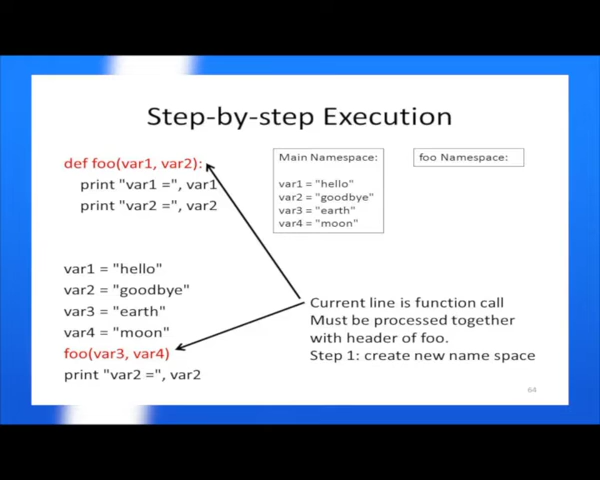 Step-by-step Execution
def foo(var1, var2):
print "var1 =", var1
print "var2 =", var2
var1 = "hello"
var2 = "goodbye"
var3 = "earth"
var4 = "moon"
foo(var3, var4)
print "var2 =", var2
Main Namespace:
var1 = "hello"
var2 = "goodbye"
var3 = "earth"
var4 = "moon"
foo Namespace:
Current line is function call
Must be processed together
with header of foo.
Step 1: create new name space
64